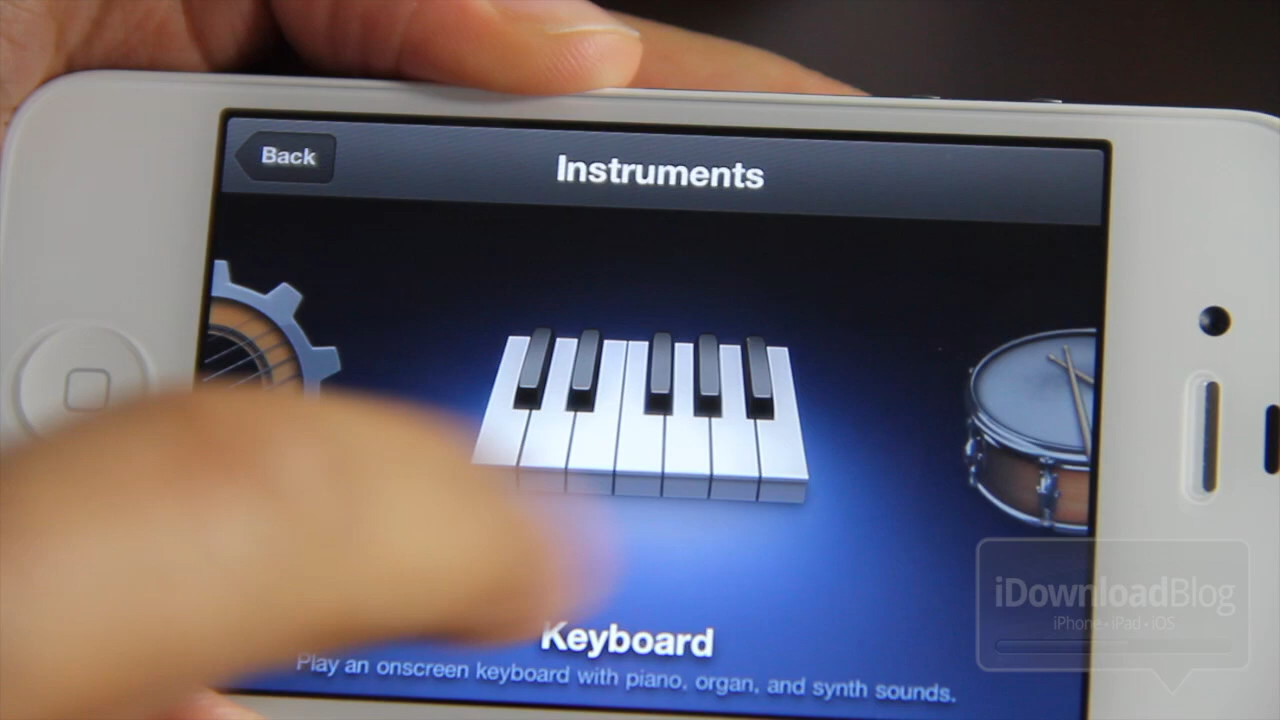 Back
Instruments
Keyboard
Play an onscreen keyboard with piano, organ, and synth sounds.
iDownloadBlog
iPhone • iPad • iOS